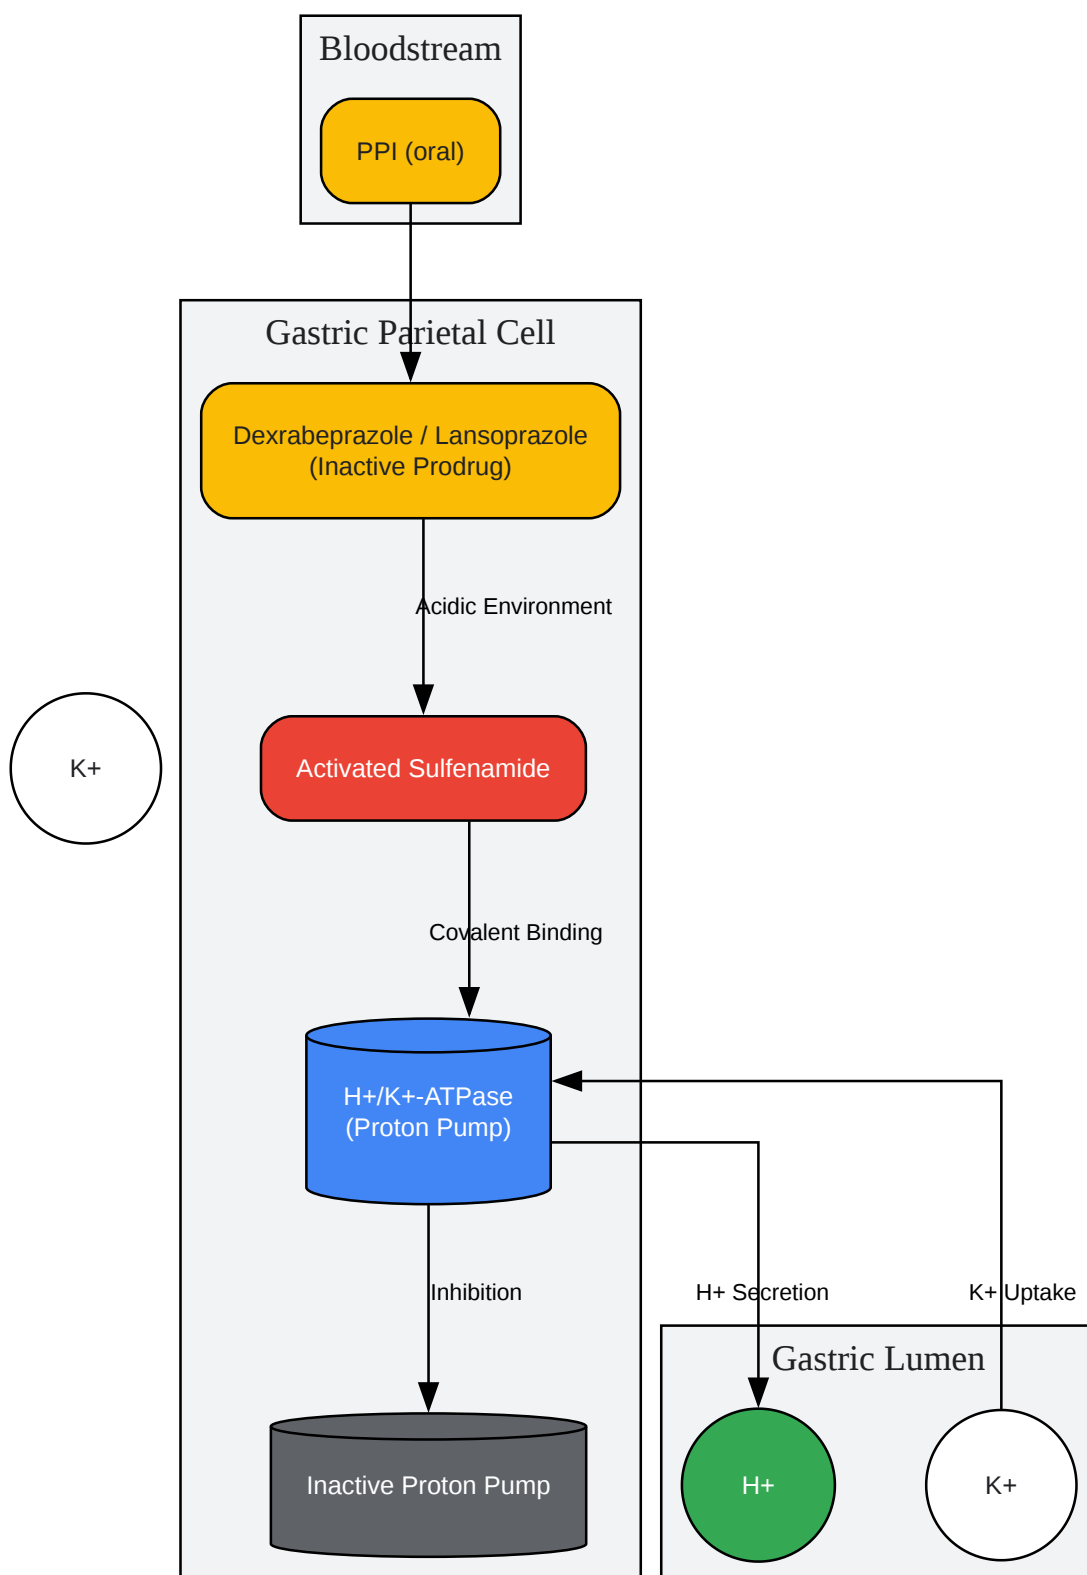 Bloodstream
PPI (oral)
Gastric Parietal Cell
Dexrabeprazole / Lansoprazole
(Inactive Prodrug)
Acidic Environment
K+
Activated Sulfenamide
Covalent Binding
H+/K+-ATPase
(Proton Pump)
Inhibition
H+ Secretion
K+ Uptake
Gastric Lumen
Inactive Proton Pump
H+
K+